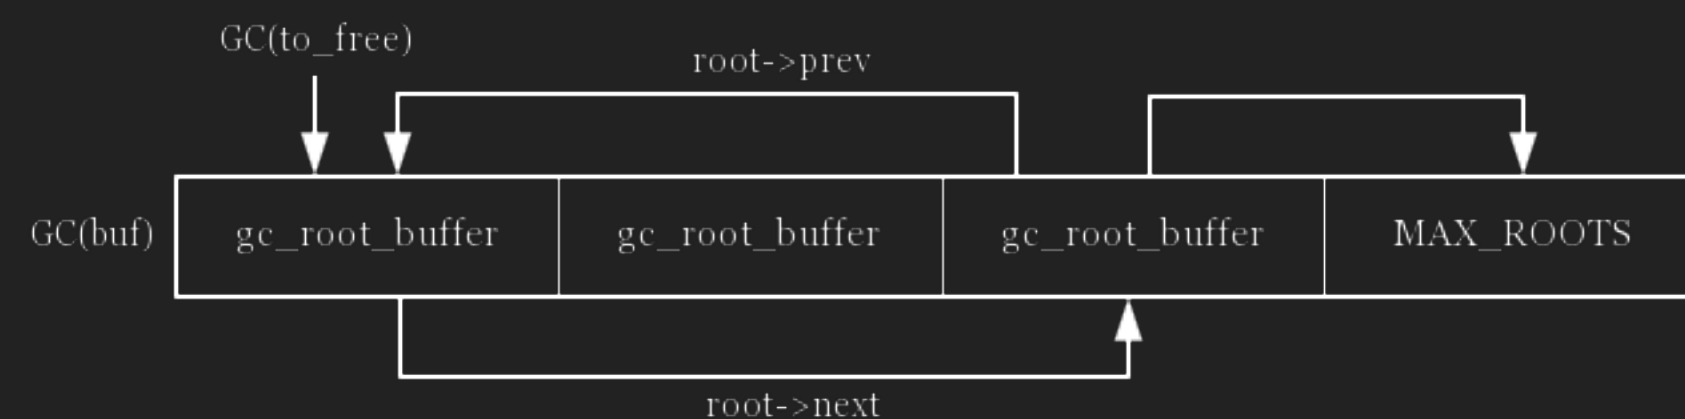 GC(to_free)
root->prev
GC(buf)
gc_root_buffer
gc_root_buffer
gc_root_buffer
MAX_ROOTS
root->next